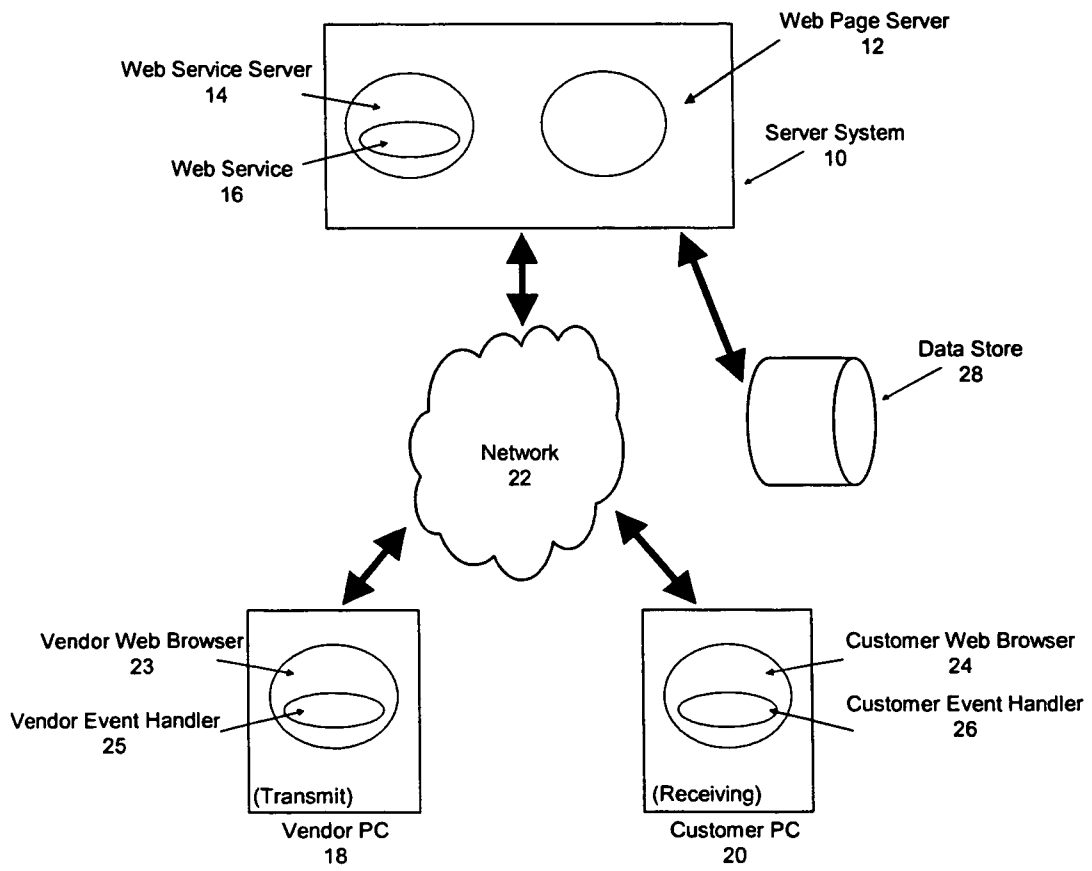 Web Page Server
12
Web Service Server
14
Server System
10
Web Service
16
Data Store
28
Network
22
Vendor Web Browser
23
Customer Web Browser
24
Vendor Event Handler
25
Customer Event Handler
26
(Transmit)
(Receiving)
Vendor PC
18
Customer PC
20